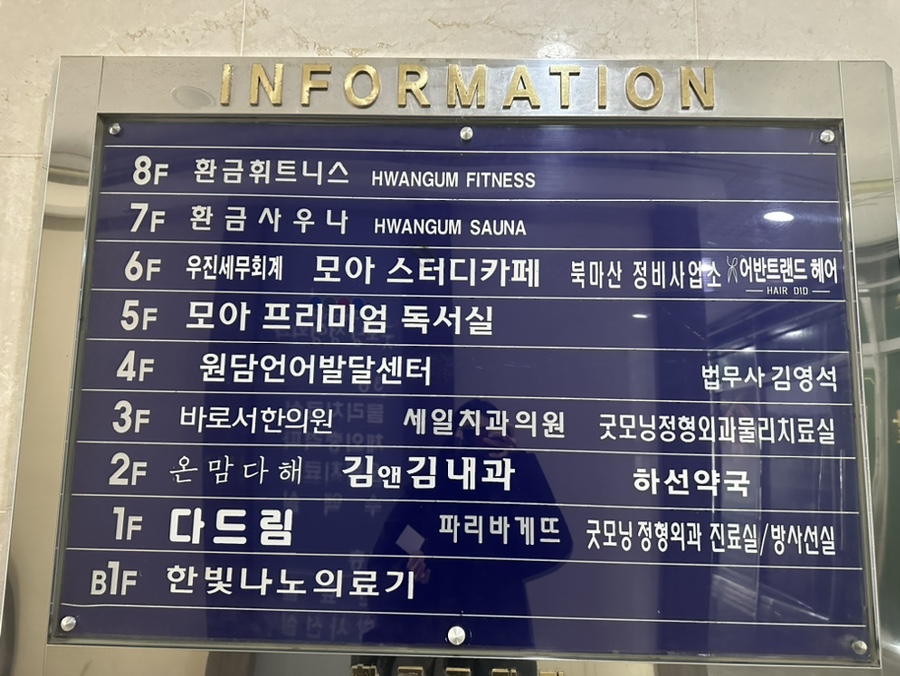 INFORMATION
8F 환금휘트니스 HWANGUM FITNESS
7F 환금사우나 HWANGUM SAUNA
6F 우진세무회계 모아 스터디카페 북마산 정비사업소 어반트랜드 헤어
HAIR DID
5F 모아 프리미엄 독서실
4F 원담언어발달센터 법무사 김영석
3F 바로서한의원 세일치과의원 굿모닝정형외과물리치료실
2F 온맘다해 김앤김내과 하선약국
1F 다드림 파리바게뜨 굿모닝정형외과 진료실/방사선실
B1F 한빛나노의료기